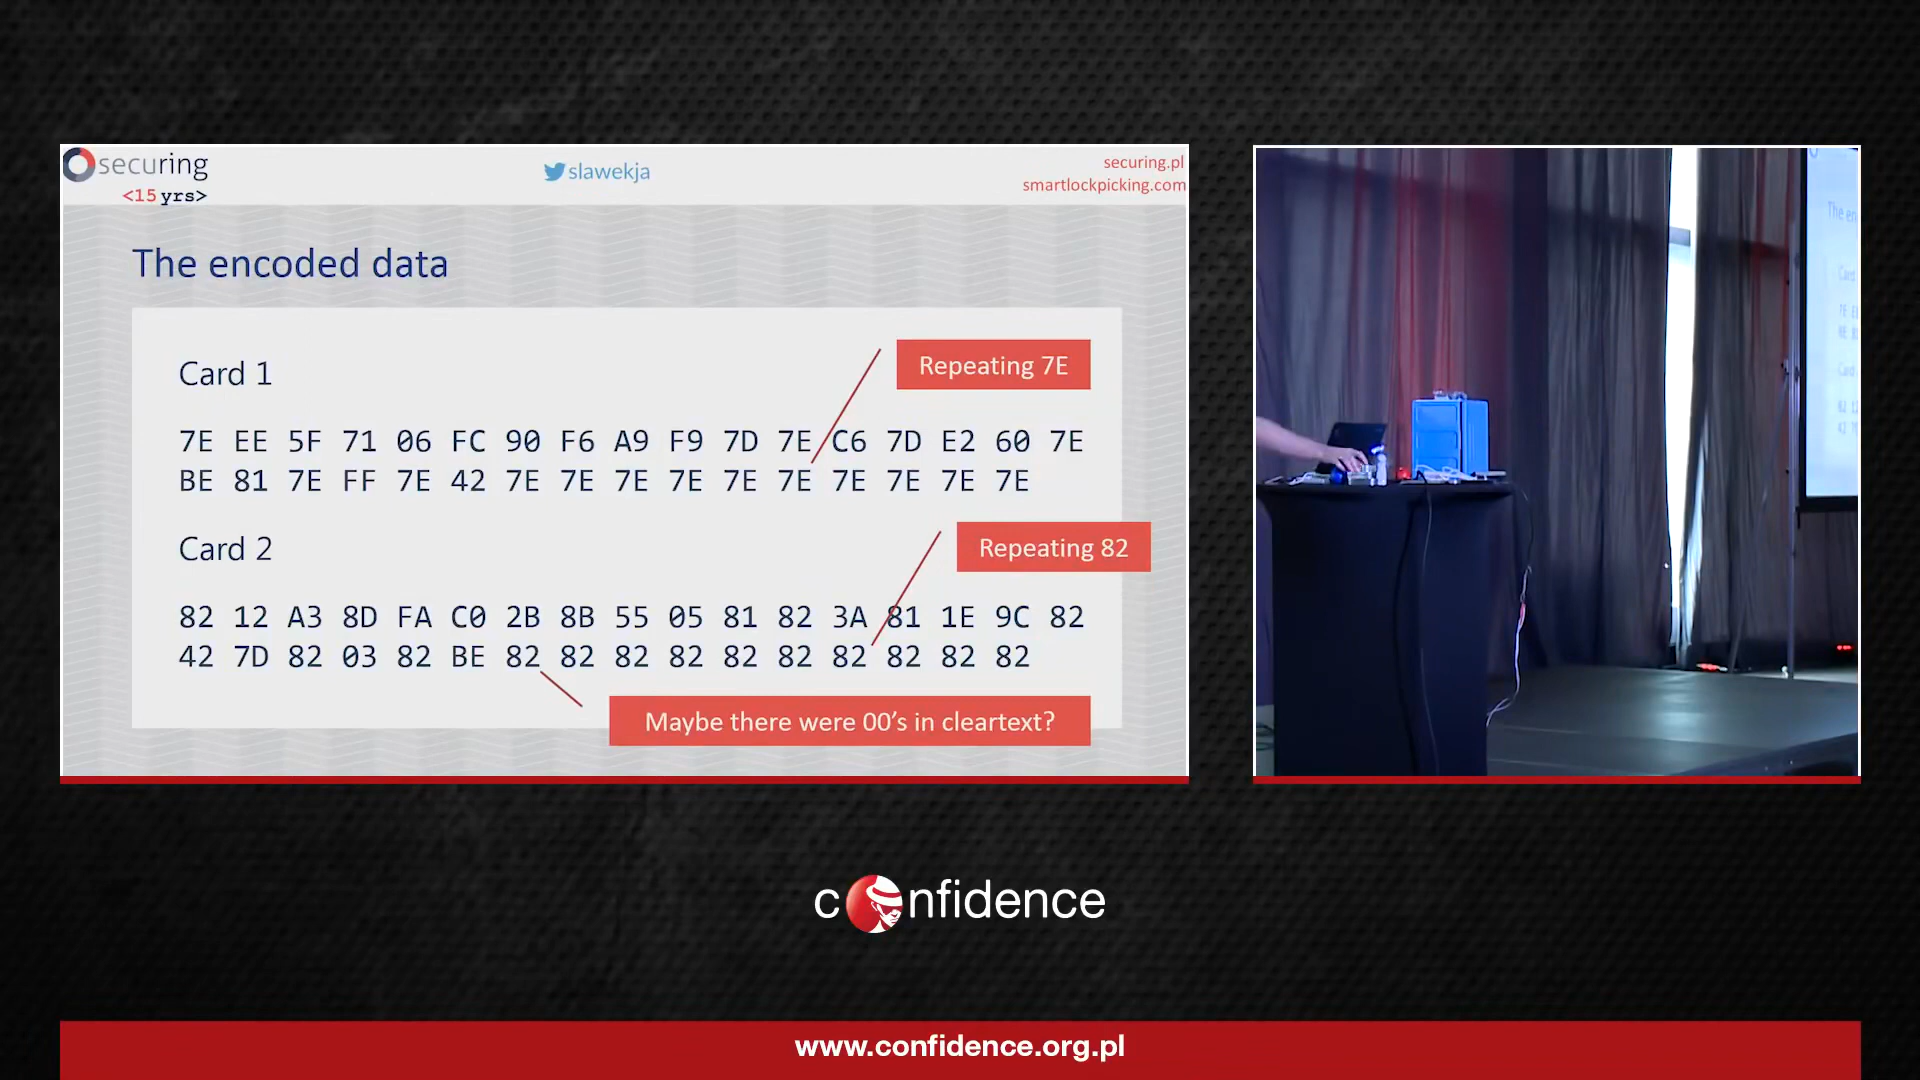 securing
<15 yrs>
slawekja
securing.pl
smartlockpicking.com
The encoded data
Card 1
Repeating 7E
7E EE 5F 71 06 FC 90 F6 A9 F9 7D 7E C6 7D E2 60 7E
BE 81 7E FF 7E 42 7E 7E 7E 7E 7E 7E 7E 7E 7E 7E
Card 2
Repeating 82
82 12 A3 8D FA C0 2B 8B 55 05 81 82 3A 81 1E 9C 82
42 7D 82 03 82 BE 82 82 82 82 82 82 82 82 82 82
Maybe there were 00's in cleartext?
confidence
www.confidence.org.pl